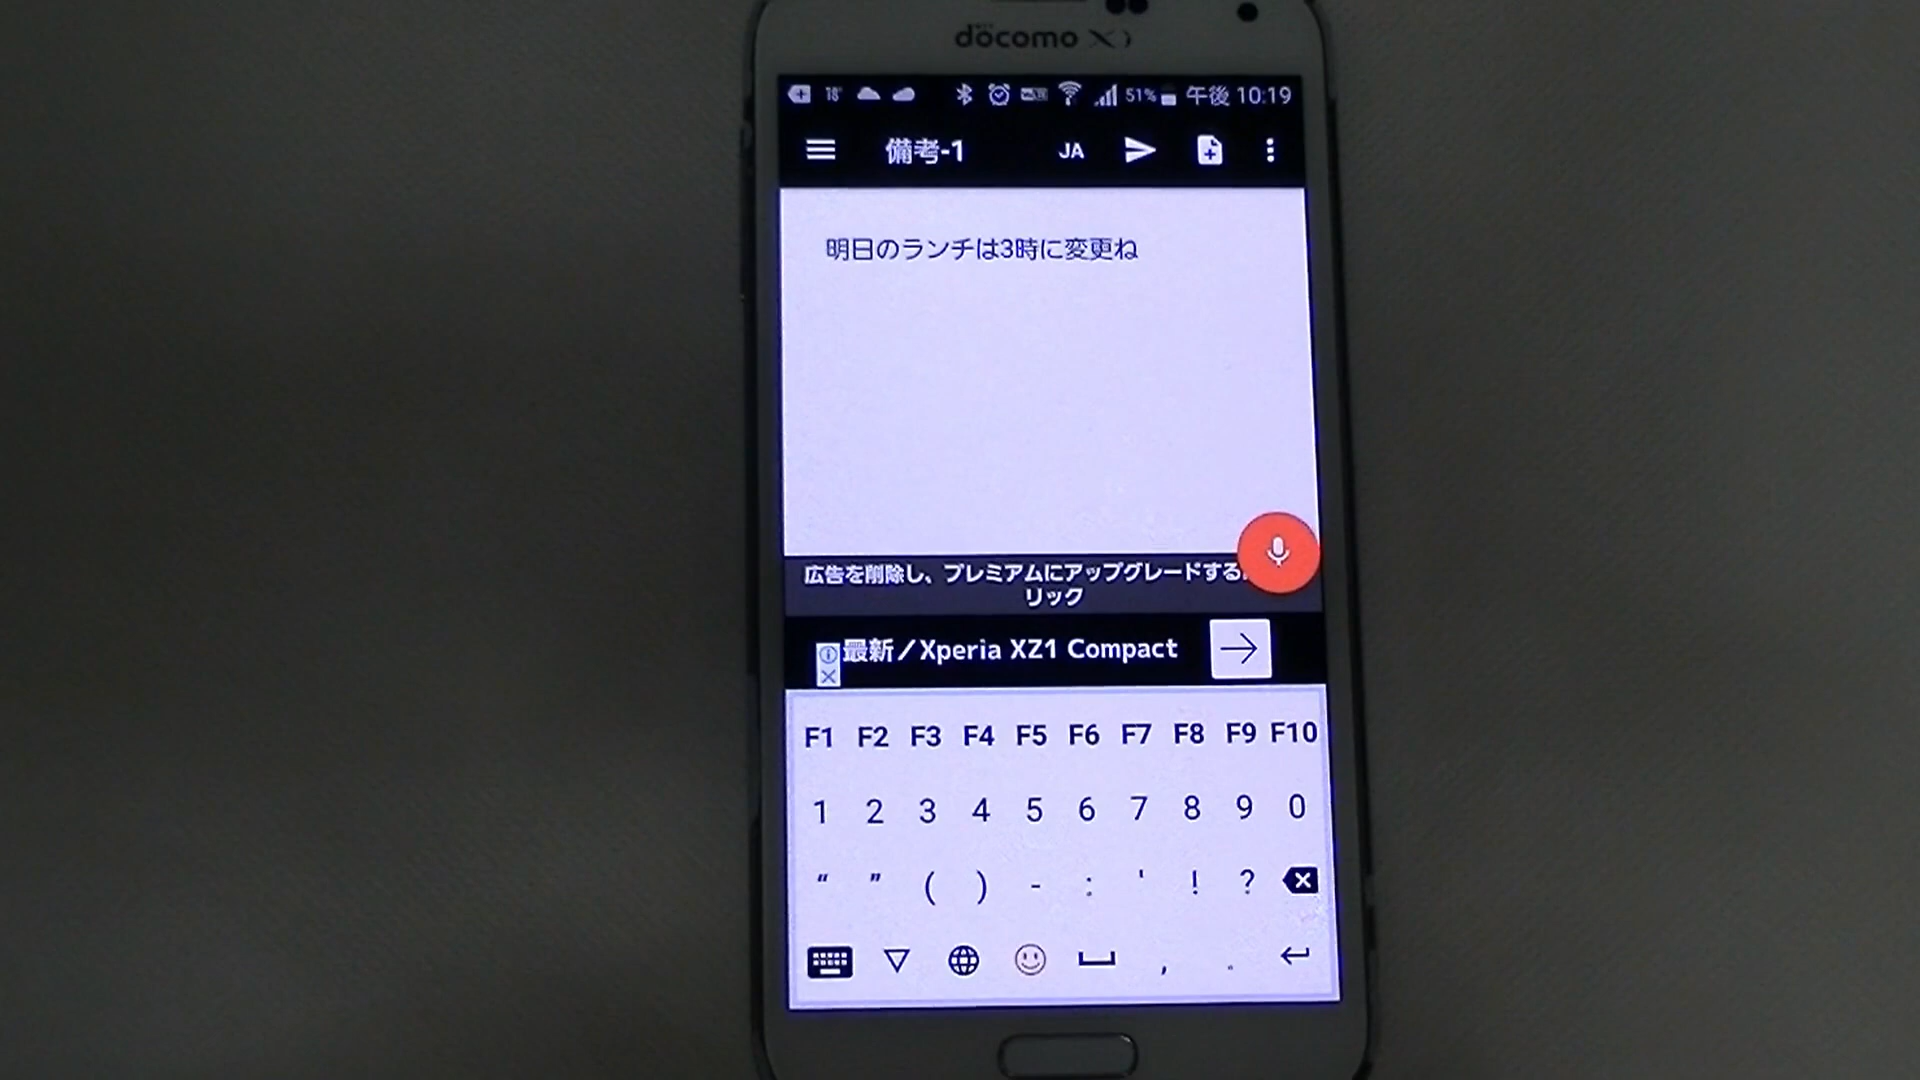 docomo Xi
18° 51% 午後 10:19
備考-1 JA
明日のランチは3時に変更ね
広告を削除し、プレミアムにアップグレードする
リック
最新／Xperia XZ1 Compact
F1 F2 F3 F4 F5 F6 F7 F8 F9 F10
1 2 3 4 5 6 7 8 9 0
“ ” ( ) - : ' ! ?
, 。